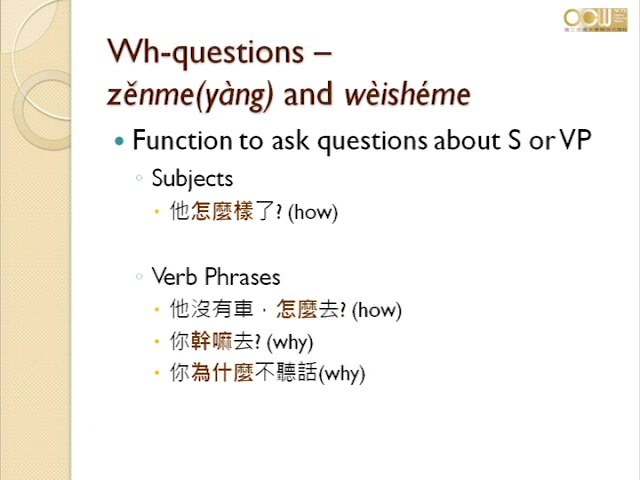 Wh-questions –
zěnme(yàng) and wèishéme
Function to ask questions about S or VP
Subjects
他怎麼樣了? (how)
Verb Phrases
他沒有車，怎麼去? (how)
你幹嘛去? (why)
你為什麼不聽話(why)